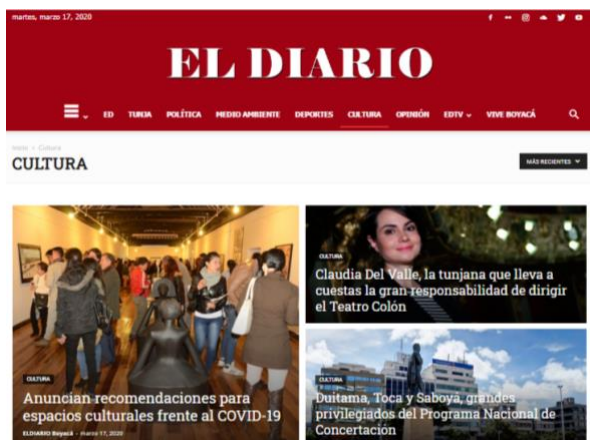 martes, marzo 17, 2020
EL DIARIO
ED TUNJA POLÍTICA MEDIO AMBIENTE DEPORTES CULTURA OPINIÓN EDTV VIVE BOYACÁ
Inicio › Cultura
CULTURA
MÁS RECIENTES
CULTURA
Anuncian recomendaciones para
espacios culturales frente al COVID-19
ELDIARIO Boyacá - marzo 17, 2020
CULTURA
Claudia Del Valle, la tunjana que lleva a
cuestas la gran responsabilidad de dirigir
el Teatro Colón
CULTURA
Duitama, Toca y Saboyá, grandes
privilegiados del Programa Nacional de
Concertación